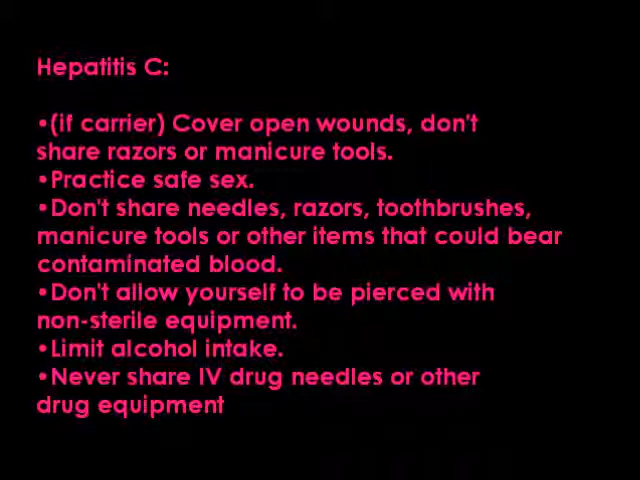 Hepatitis C:
•(if carrier) Cover open wounds, don't
share razors or manicure tools.
•Practice safe sex.
•Don't share needles, razors, toothbrushes,
manicure tools or other items that could bear
contaminated blood.
•Don't allow yourself to be pierced with
non-sterile equipment.
•Limit alcohol intake.
•Never share IV drug needles or other
drug equipment